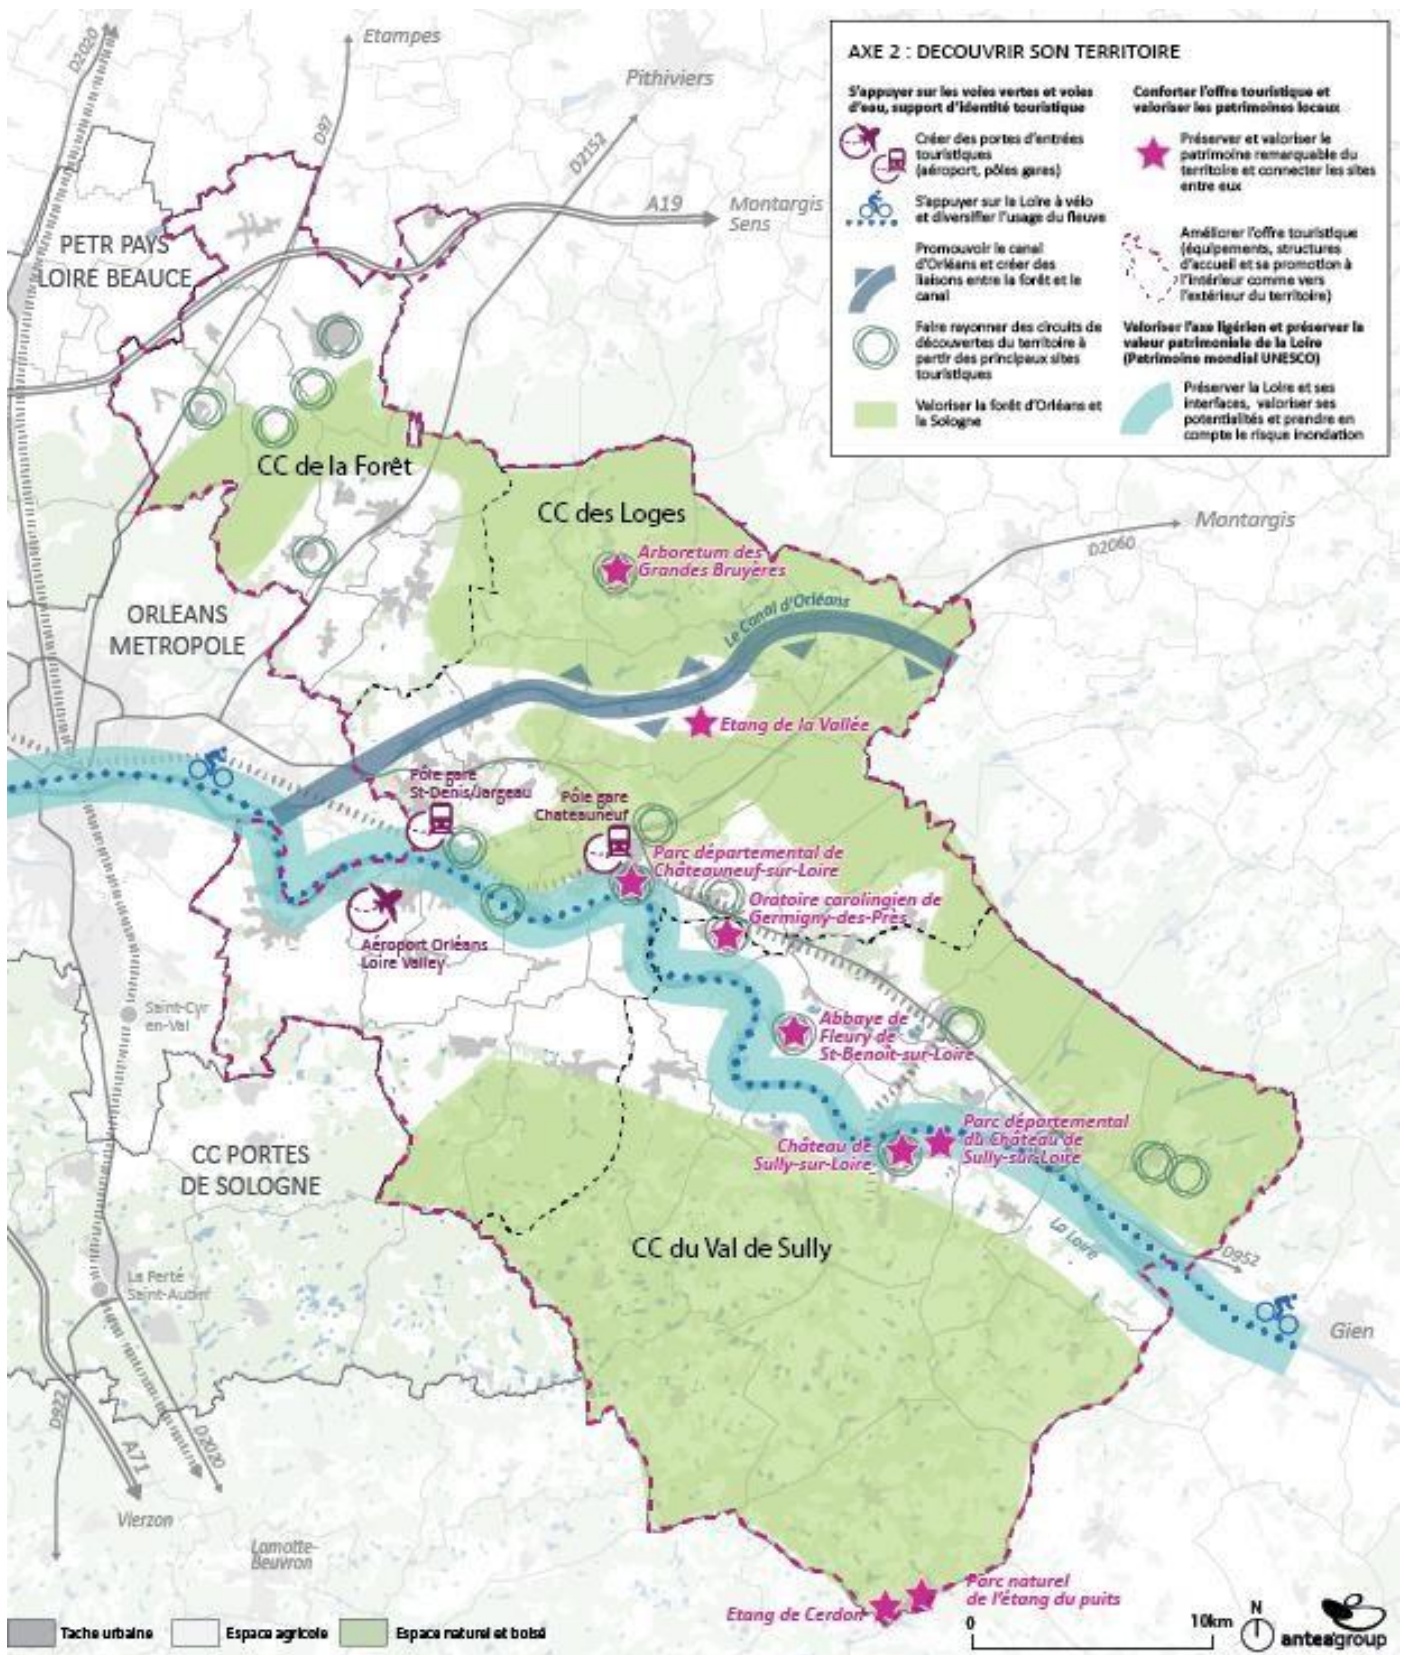 D2020
Etampes
D97
Pithiviers
D2152
A19
Montargis
Sens
PETR PAYS
LOIRE BEAUCE
AXE 2 : DECOUVRIR SON TERRITOIRE
S'appuyer sur les voies vertes et voies
d'eau, support d'identité touristique
Créer des portes d'entrées
touristiques
(aéroport, pôles gares)
S'appuyer sur la Loire à vélo
et diversifier l'usage du fleuve
Promouvoir le canal
d'Orléans et créer des
liaisons entre la forêt et le
canal
Faire rayonner des circuits de
découvertes du territoire à
partir des principaux sites
touristiques
Valoriser la forêt d'Orléans et
la Sologne
Conforter l'offre touristique et
valoriser les patrimoines locaux
Préserver et valoriser le
patrimoine remarquable du
territoire et connecter les sites
entre eux
Améliorer l'offre touristique
(équipements, structures
d'accueil et sa promotion à
l'intérieur comme vers
l'extérieur du territoire)
Valoriser l'axe ligérien et préserver la
valeur patrimoniale de la Loire
(Patrimoine mondial UNESCO)
Préserver la Loire et ses
interfaces, valoriser ses
potentialités et prendre en
compte le risque inondation
CC de la Forêt
CC des Loges
Montargis
D2060
Arboretum des
Grandes Bruyères
Le Canal d'Orléans
ORLEANS
METROPOLE
Etang de la Vallée
Pôle gare
St-Denis/Jargeau
Pôle gare
Chateauneuf
Parc départemental de
Châteauneuf-sur-Loire
Oratoire carolingien de
Germigny-des-Près
Aéroport Orléans
Loire Valley
Saint-Cyr
en-Val
Abbaye de
Fleury de
St-Benoît-sur-Loire
Parc départemental
du Château de
Sully-sur-Loire
Château de
Sully-sur-Loire
CC PORTES
DE SOLOGNE
CC du Val de Sully
La Loire
D952
La Ferté
Saint-Aubin
Gien
D922
A71
D2020
Vierzon
Lamotte-
Beuvron
Parc naturel
de l'étang du puits
Etang de Cerdon
Tache urbaine
Espace agricole
Espace naturel et boisé
0
10km
N
anteagroup